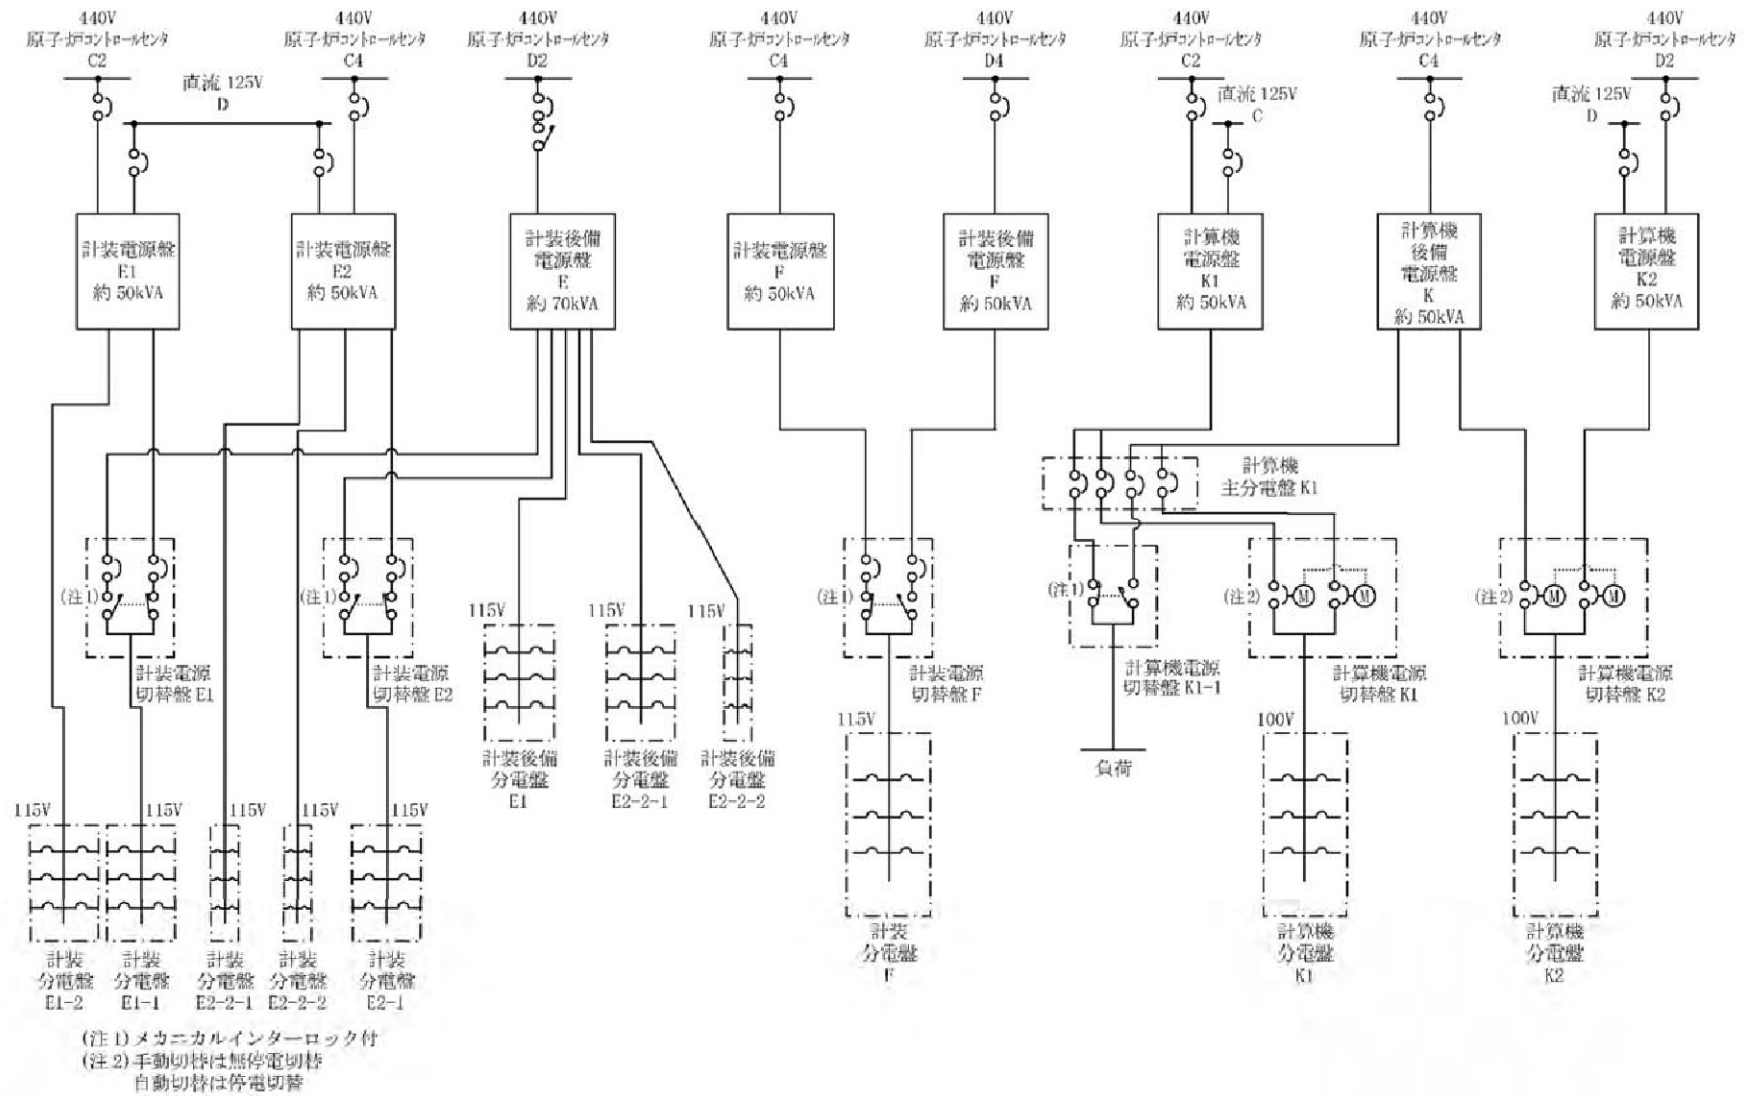 440V
原子炉コントロールセンタ
C2
440V
原子炉コントロールセンタ
C4
440V
原子炉コントロールセンタ
D2
440V
原子炉コントロールセンタ
C4
440V
原子炉コントロールセンタ
D4
440V
原子炉コントロールセンタ
C2
440V
原子炉コントロールセンタ
C4
440V
原子炉コントロールセンタ
D2
直流 125V
D
直流 125V
C
直流 125V
D
計装電源盤
E1
約 50kVA
計装電源盤
E2
約 50kVA
計装後備
電源盤
E
約 70kVA
計装電源盤
F
約 50kVA
計装後備
電源盤
F
約 50kVA
計算機
電源盤
K1
約 50kVA
計算機
後備
電源盤
K
約 50kVA
計算機
電源盤
K2
約 50kVA
計算機
主分電盤 K1
(注1)
(注1)
(注1)
(注1)
(注2)
M
M
(注2)
M
M
計装電源
切替盤 E1
計装電源
切替盤 E2
115V
115V
115V
計装電源
切替盤 F
計算機電源
切替盤 K1-1
計算機電源
切替盤 K1
計算機電源
切替盤 K2
計装後備
分電盤
E1
計装後備
分電盤
E2-2-1
計装後備
分電盤
E2-2-2
115V
負荷
100V
100V
115V
115V
115V
115V
115V
計装
分電盤
E1-2
計装
分電盤
E1-1
計装
分電盤
E2-2-1
計装
分電盤
E2-2-2
計装
分電盤
E2-1
計装
分電盤
F
計算機
分電盤
K1
計算機
分電盤
K2
(注1)メカニカルインターロック付
(注2)手動切替は無停電切替
自動切替は停電切替